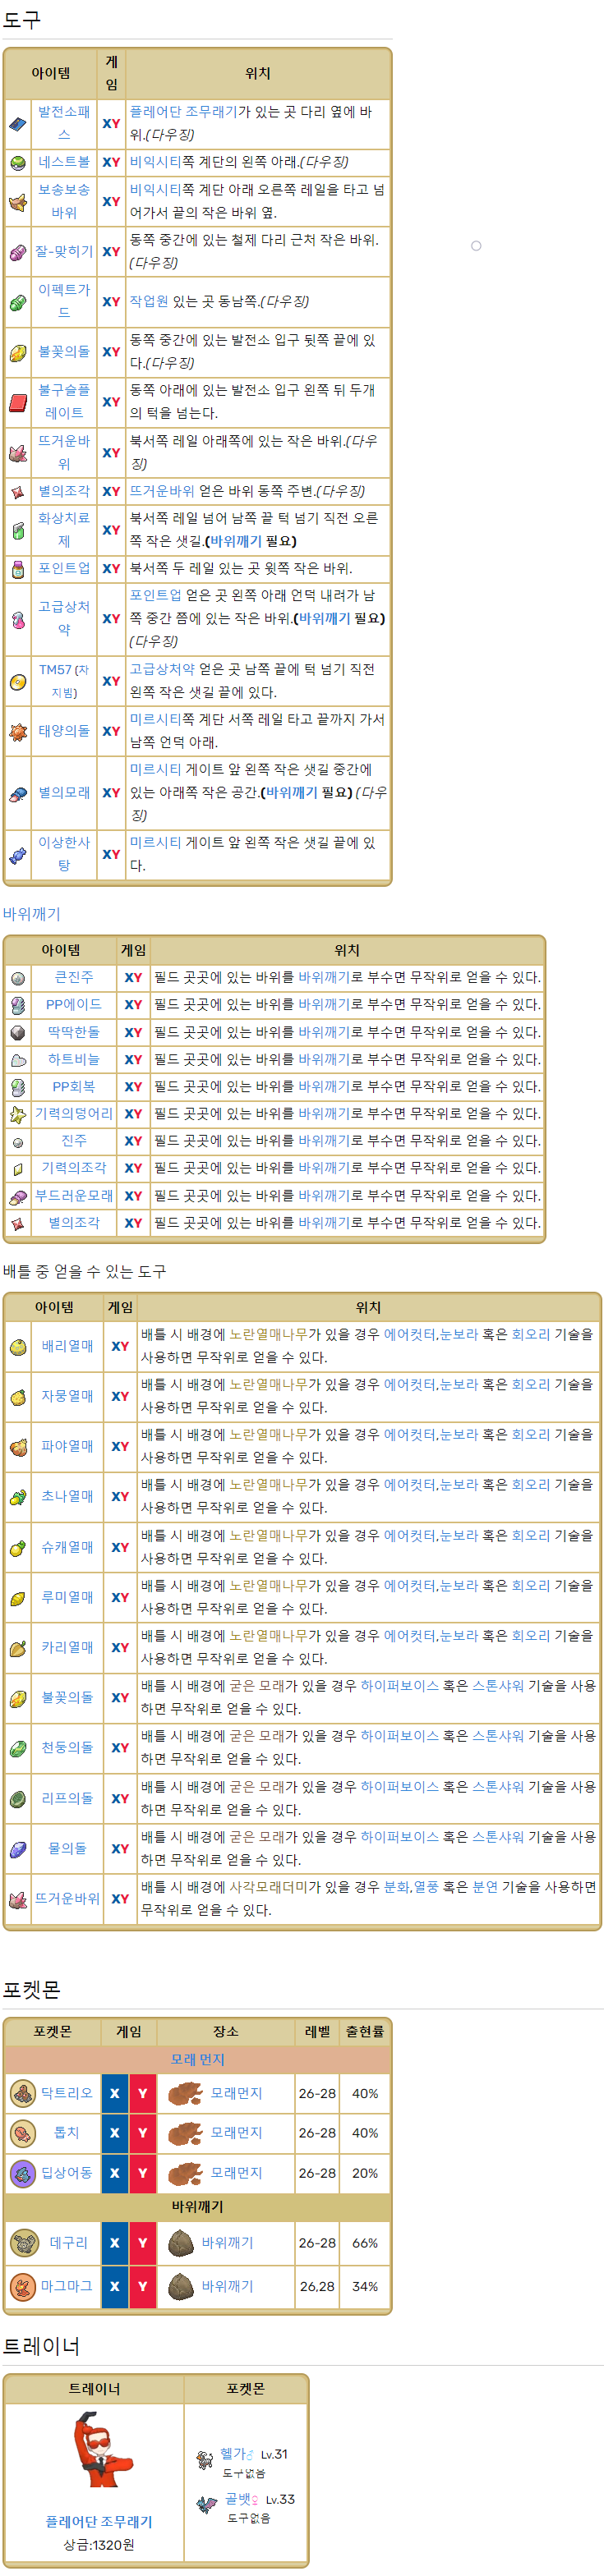 도구
아이템 게임 위치
발전소패스 XY 플레어단 조무래기가 있는 곳 다리 옆에 바위.(다우징)
네스트볼 XY 비익시티쪽 계단의 왼쪽 아래.(다우징)
보송보송바위 XY 비익시티쪽 계단 아래 오른쪽 레일을 타고 넘어가서 끝의 작은 바위 옆.
잘-맞히기 XY 동쪽 중간에 있는 철제 다리 근처 작은 바위.(다우징)
이펙트가드 XY 작업원 있는 곳 동남쪽.(다우징)
불꽃의돌 XY 동쪽 중간에 있는 발전소 입구 뒷쪽 끝에 있다.(다우징)
불구슬플레이트 XY 동쪽 아래에 있는 발전소 입구 왼쪽 뒤 두개의 턱을 넘는다.
뜨거운바위 XY 북서쪽 레일 아래쪽에 있는 작은 바위.(다우징)
별의조각 XY 뜨거운바위 얻은 바위 동쪽 주변.(다우징)
화상치료제 XY 북서쪽 레일 넘어 남쪽 끝 턱 넘기 직전 오른쪽 작은 샛길.(바위깨기 필요)
포인트업 XY 북서쪽 두 레일 있는 곳 윗쪽 작은 바위.
고급상처약 XY 포인트업 얻은 곳 왼쪽 아래 언덕 내려가 남쪽 중간 쯤에 있는 작은 바위.(바위깨기 필요)(다우징)
TM57 (차지빔) XY 고급상처약 얻은 곳 남쪽 끝에 턱 넘기 직전 왼쪽 작은 샛길 끝에 있다.
태양의돌 XY 미르시티쪽 계단 서쪽 레일 타고 끝까지 가서 남쪽 언덕 아래.
별의모래 XY 미르시티 게이트 앞 왼쪽 작은 샛길 중간에 있는 아래쪽 작은 공간.(바위깨기 필요) (다우징)
이상한사탕 XY 미르시티 게이트 앞 왼쪽 작은 샛길 끝에 있다.
바위깨기
아이템 게임 위치
큰진주 XY 필드 곳곳에 있는 바위를 바위깨기로 부수면 무작위로 얻을 수 있다.
PP에이드 XY 필드 곳곳에 있는 바위를 바위깨기로 부수면 무작위로 얻을 수 있다.
딱딱한돌 XY 필드 곳곳에 있는 바위를 바위깨기로 부수면 무작위로 얻을 수 있다.
하트비늘 XY 필드 곳곳에 있는 바위를 바위깨기로 부수면 무작위로 얻을 수 있다.
PP회복 XY 필드 곳곳에 있는 바위를 바위깨기로 부수면 무작위로 얻을 수 있다.
기력의덩어리 XY 필드 곳곳에 있는 바위를 바위깨기로 부수면 무작위로 얻을 수 있다.
진주 XY 필드 곳곳에 있는 바위를 바위깨기로 부수면 무작위로 얻을 수 있다.
기력의조각 XY 필드 곳곳에 있는 바위를 바위깨기로 부수면 무작위로 얻을 수 있다.
부드러운모래 XY 필드 곳곳에 있는 바위를 바위깨기로 부수면 무작위로 얻을 수 있다.
별의조각 XY 필드 곳곳에 있는 바위를 바위깨기로 부수면 무작위로 얻을 수 있다.
배틀 중 얻을 수 있는 도구
아이템 게임 위치
배리열매 XY 배틀 시 배경에 노란열매나무가 있을 경우 에어컷터,눈보라 혹은 회오리 기술을 사용하면 무작위로 얻을 수 있다.
자뭉열매 XY 배틀 시 배경에 노란열매나무가 있을 경우 에어컷터,눈보라 혹은 회오리 기술을 사용하면 무작위로 얻을 수 있다.
파야열매 XY 배틀 시 배경에 노란열매나무가 있을 경우 에어컷터,눈보라 혹은 회오리 기술을 사용하면 무작위로 얻을 수 있다.
초나열매 XY 배틀 시 배경에 노란열매나무가 있을 경우 에어컷터,눈보라 혹은 회오리 기술을 사용하면 무작위로 얻을 수 있다.
슈캐열매 XY 배틀 시 배경에 노란열매나무가 있을 경우 에어컷터,눈보라 혹은 회오리 기술을 사용하면 무작위로 얻을 수 있다.
루미열매 XY 배틀 시 배경에 노란열매나무가 있을 경우 에어컷터,눈보라 혹은 회오리 기술을 사용하면 무작위로 얻을 수 있다.
카리열매 XY 배틀 시 배경에 노란열매나무가 있을 경우 에어컷터,눈보라 혹은 회오리 기술을 사용하면 무작위로 얻을 수 있다.
불꽃의돌 XY 배틀 시 배경에 굳은 모래가 있을 경우 하이퍼보이스 혹은 스톤샤워 기술을 사용하면 무작위로 얻을 수 있다.
천둥의돌 XY 배틀 시 배경에 굳은 모래가 있을 경우 하이퍼보이스 혹은 스톤샤워 기술을 사용하면 무작위로 얻을 수 있다.
리프의돌 XY 배틀 시 배경에 굳은 모래가 있을 경우 하이퍼보이스 혹은 스톤샤워 기술을 사용하면 무작위로 얻을 수 있다.
물의돌 XY 배틀 시 배경에 굳은 모래가 있을 경우 하이퍼보이스 혹은 스톤샤워 기술을 사용하면 무작위로 얻을 수 있다.
뜨거운바위 XY 배틀 시 배경에 사각모래더미가 있을 경우 분화,열풍 혹은 분연 기술을 사용하면 무작위로 얻을 수 있다.
포켓몬
포켓몬 게임 장소 레벨 출현률
모래 먼지
닥트리오 X Y 모래먼지 26-28 40%
톱치 X Y 모래먼지 26-28 40%
딥상어동 X Y 모래먼지 26-28 20%
바위깨기
데구리 X Y 바위깨기 26-28 66%
마그마그 X Y 바위깨기 26,28 34%
트레이너
트레이너 포켓몬
헬가♂ Lv.31
도구없음
골뱃♀ Lv.33
도구없음
플레어단 조무래기
상금:1320원